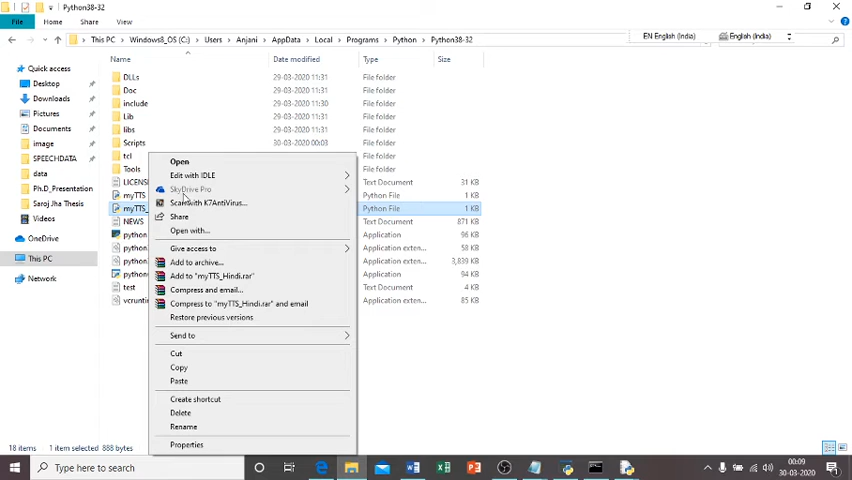 Python38-32
File Home Share View
This PC Windows8_OS (C:) Users Anjani AppData Local Programs Python Python38-32
EN English (India) English (India)
Name Date modified Type Size
Quick access
Desktop
Downloads
Pictures
Documents
image
SPEECHDATA
data
Ph.D_Presentation
Saroj Jha Thesis
Videos
OneDrive
This PC
Network
DLLs 29-03-2020 11:31 File folder
Doc 29-03-2020 11:31 File folder
include 29-03-2020 11:30 File folder
Lib 29-03-2020 11:31 File folder
libs 29-03-2020 11:31 File folder
Scripts 30-03-2020 00:03 File folder
tcl File folder
Tools File folder
LICENS Text Document 31 KB
myTTS Python File 1 KB
myTTS_ Python File 1 KB
NEWS Text Document 871 KB
python Application 96 KB
python. Application exten... 58 KB
python. Application exten... 3,839 KB
python Application 94 KB
test Text Document 2 KB
vcruntin Application exten... 85 KB
Open
Edit with IDLE
SkyDrive Pro
Scan with K7AntiVirus...
Share
Open with...
Give access to
Add to archive...
Add to "myTTS_Hindi.rar"
Compress and email...
Compress to "myTTS_Hindi.rar" and email
Restore previous versions
Send to
Cut
Copy
Paste
Create shortcut
Delete
Rename
Properties
18 items 1 item selected 888 bytes
Type here to search
00:09
30-03-2020